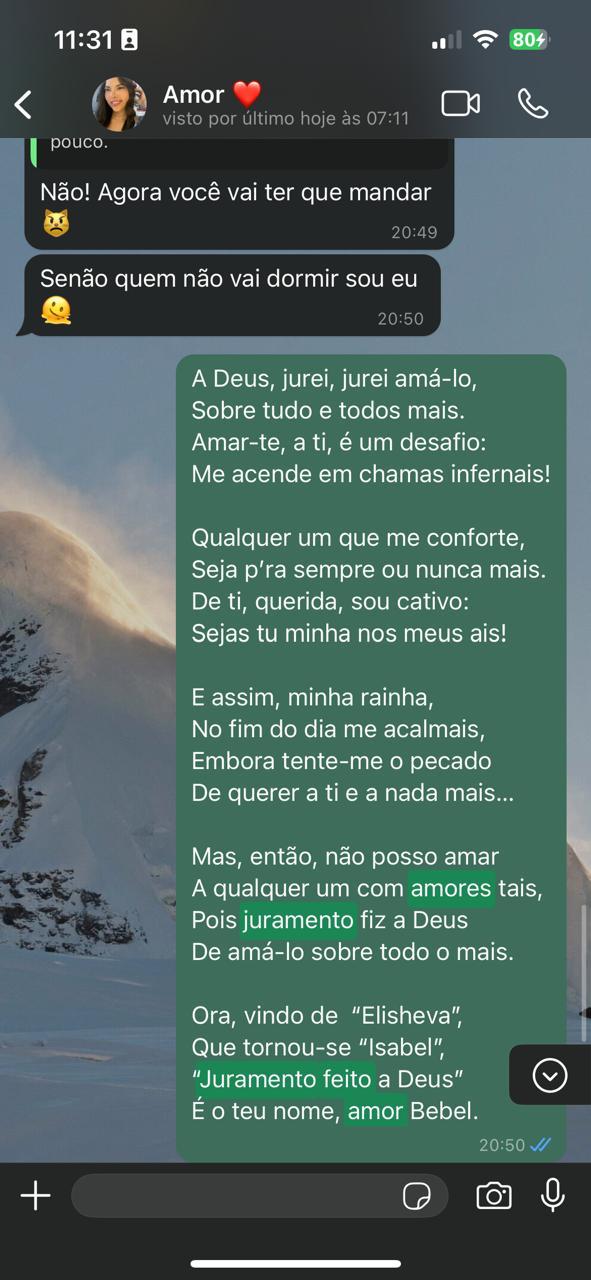 11:31
80
Amor ❤️
visto por último hoje às 07:11
pouco.
Não! Agora você vai ter que mandar
😾
20:49
Senão quem não vai dormir sou eu
🫠
20:50
A Deus, jurei, jurei amá-lo,
Sobre tudo e todos mais.
Amar-te, a ti, é um desafio:
Me acende em chamas infernais!
Qualquer um que me conforte,
Seja p’ra sempre ou nunca mais.
De ti, querida, sou cativo:
Sejas tu minha nos meus ais!
E assim, minha rainha,
No fim do dia me acalmais,
Embora tente-me o pecado
De querer a ti e a nada mais...
Mas, então, não posso amar
A qualquer um com amores tais,
Pois juramento fiz a Deus
De amá-lo sobre todo o mais.
Ora, vindo de “Elisheva”,
Que tornou-se “Isabel”,
“Juramento feito a Deus”
É o teu nome, amor Bebel.
20:50